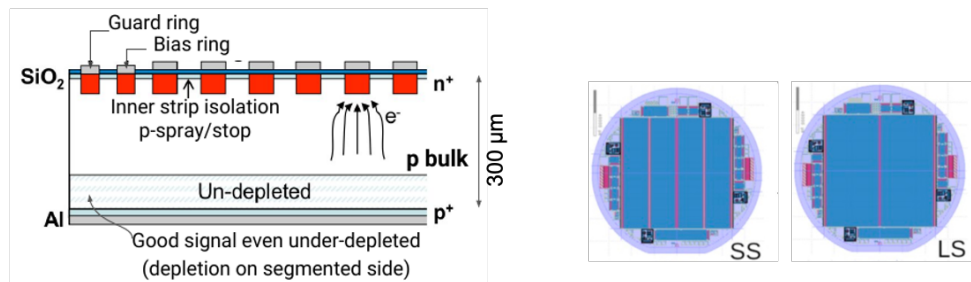 Guard ring
Bias ring
SiO₂
n⁺
Inner strip isolation
p-spray/stop
e⁻
p bulk
300 µm
Un-depleted
p⁺
Al
Good signal even under-depleted
(depletion on segmented side)
SS
LS